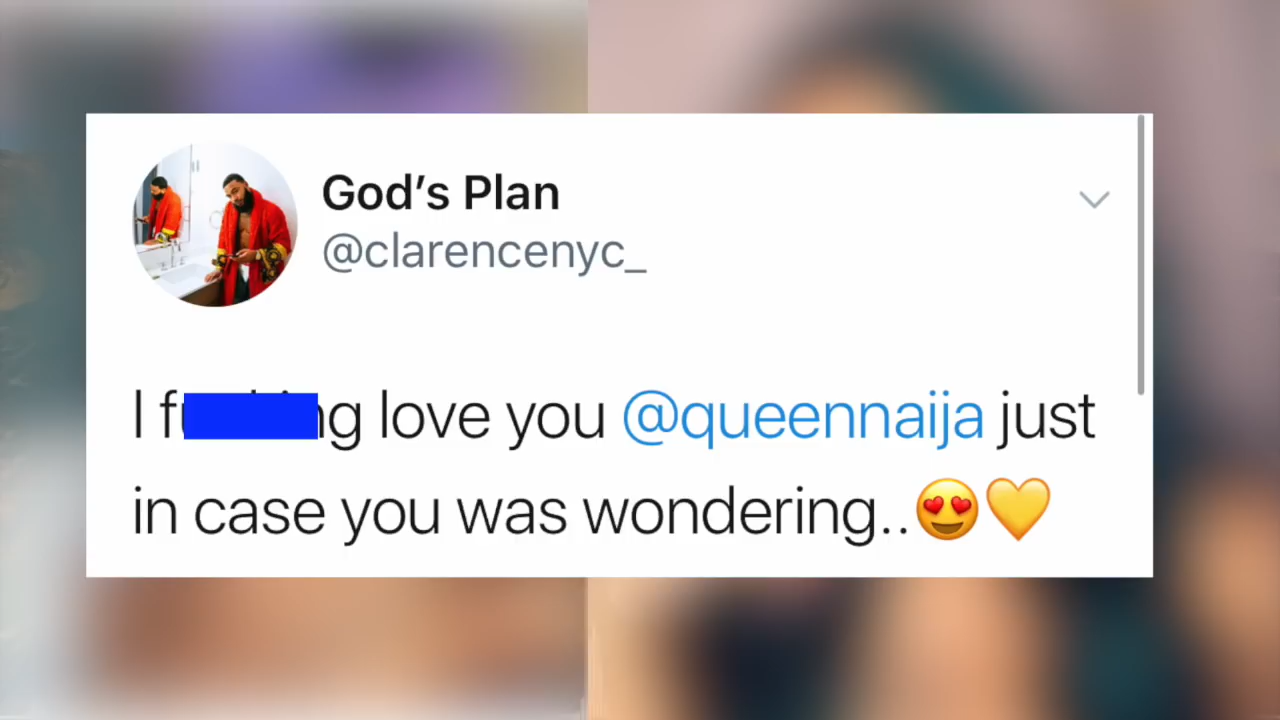 God's Plan
@clarencenyc_
I love you @queennaija just
in case you was wondering..😍💛